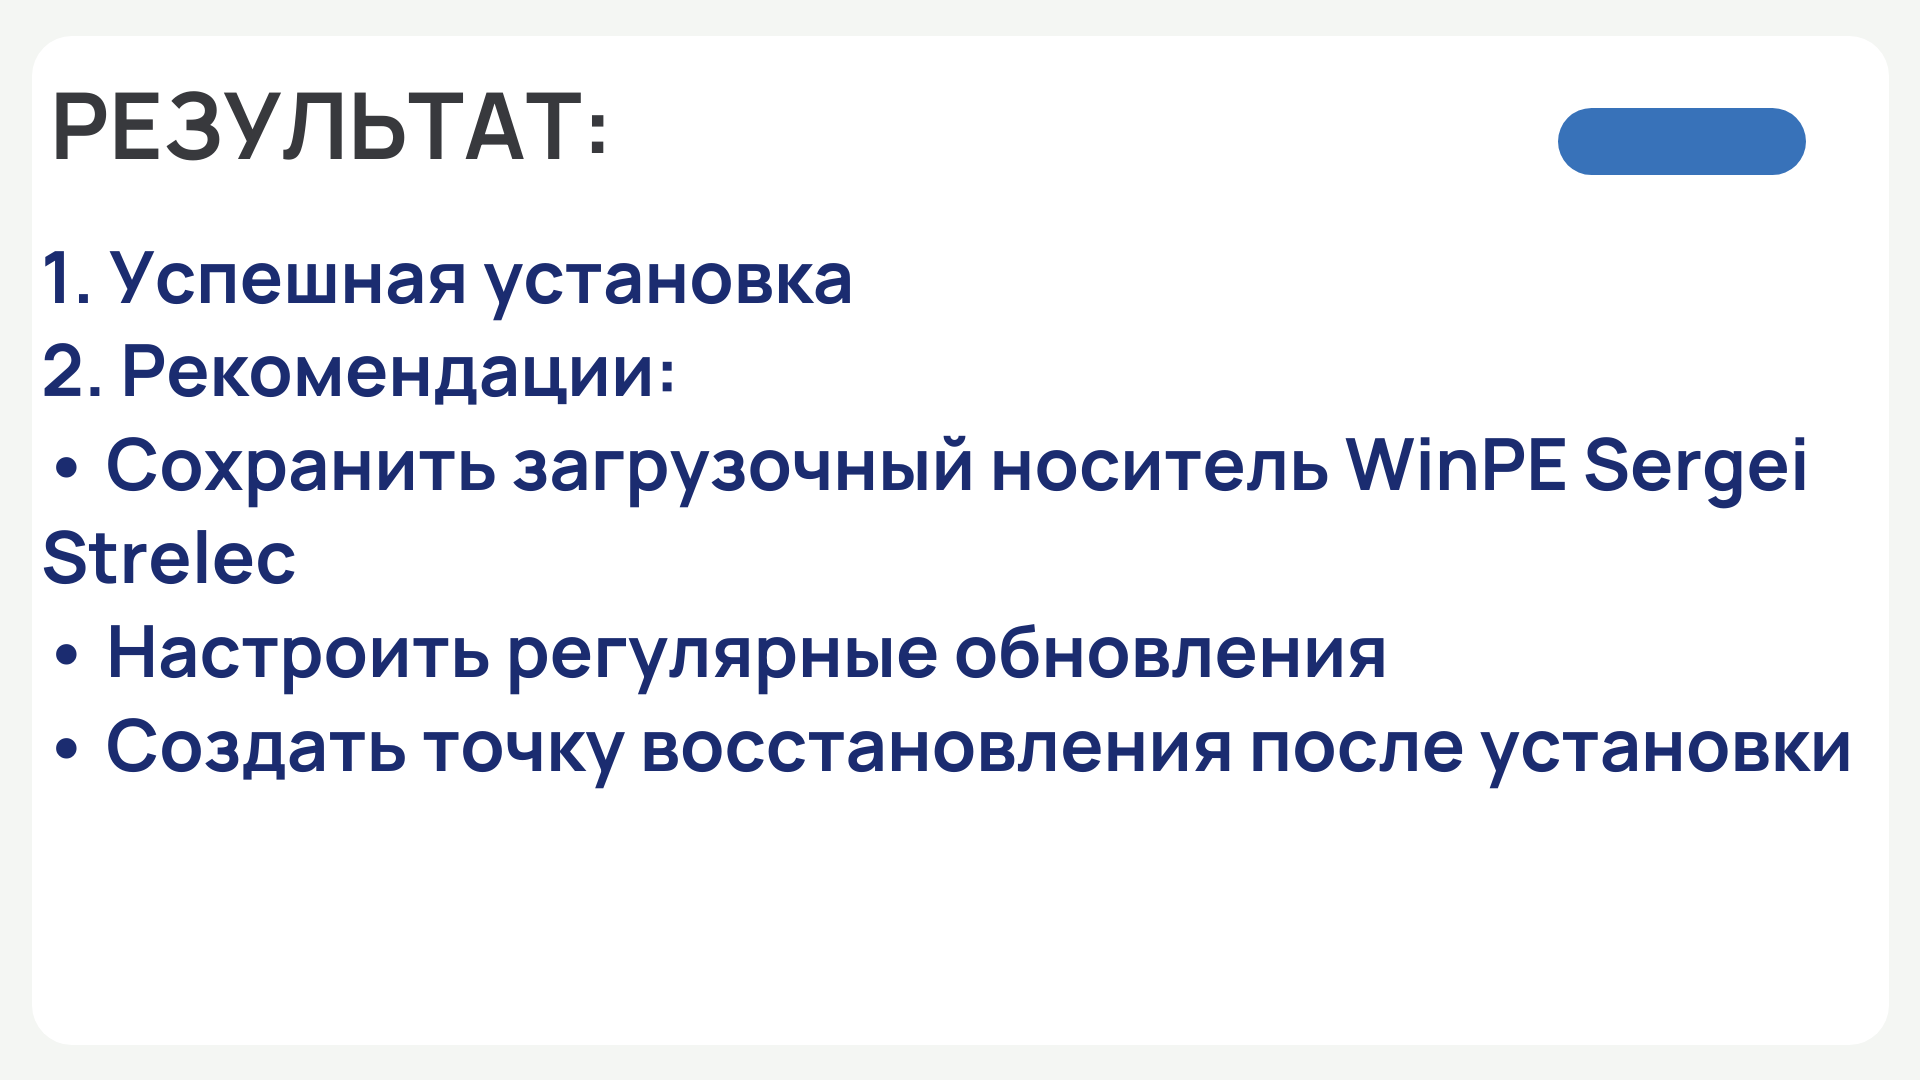 РЕЗУЛЬТАТ:
1. Успешная установка
2. Рекомендации:
• Сохранить загрузочный носитель WinPE Sergei
Strelec
• Настроить регулярные обновления
• Создать точку восстановления после установки